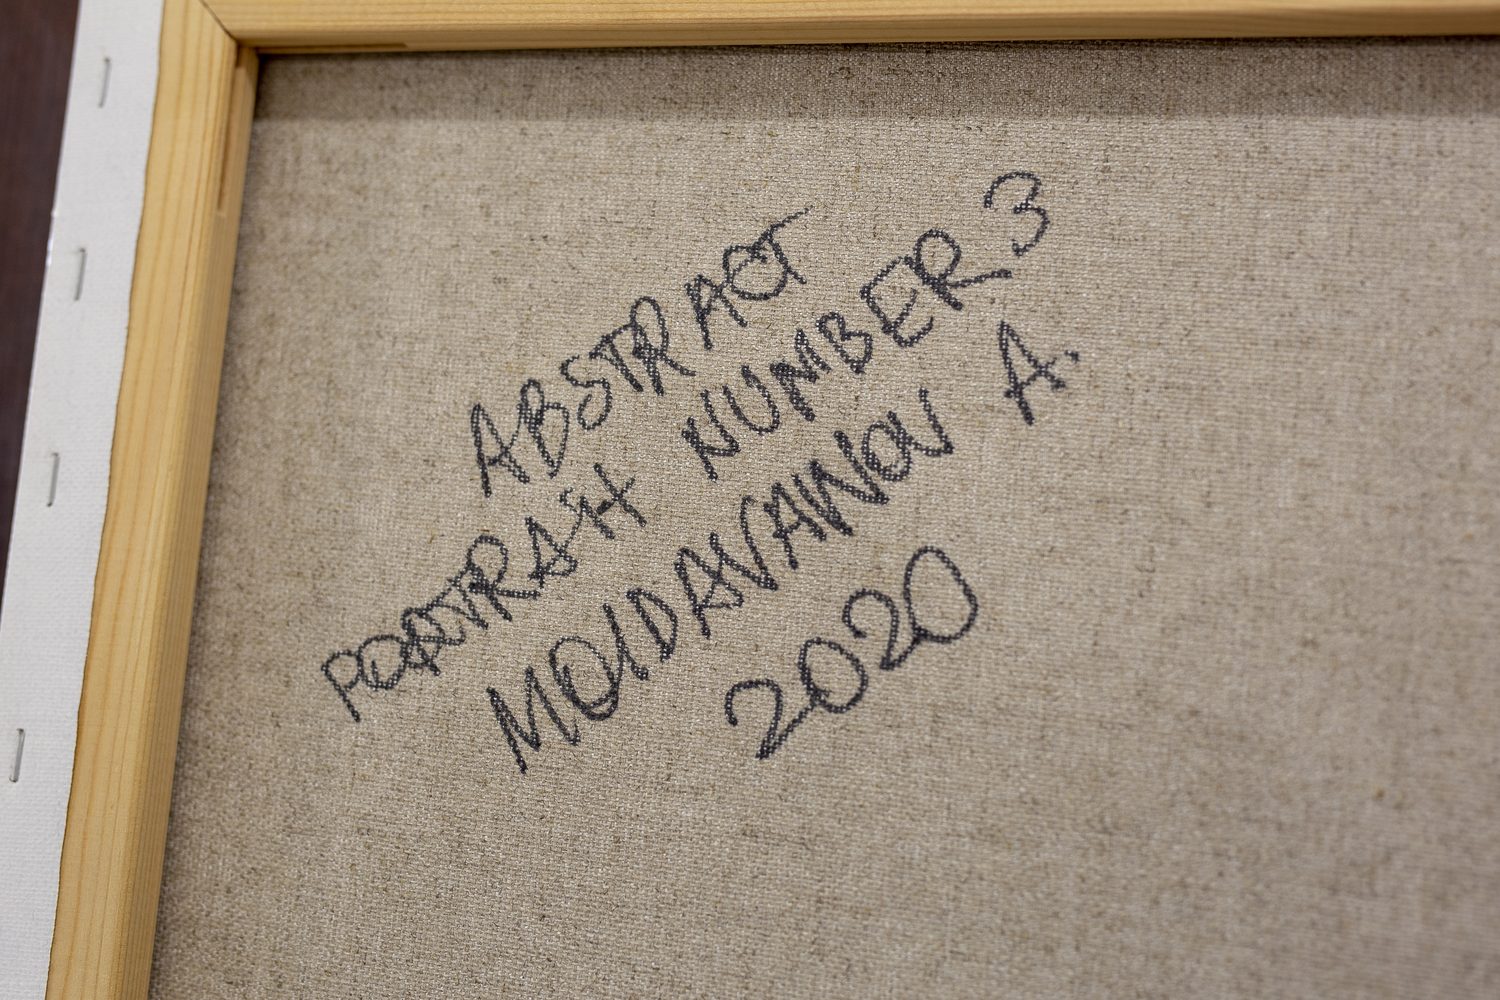 ABSTRACT
PORTRAIT NUMBER 3
MOLDAVANOV A.
2020